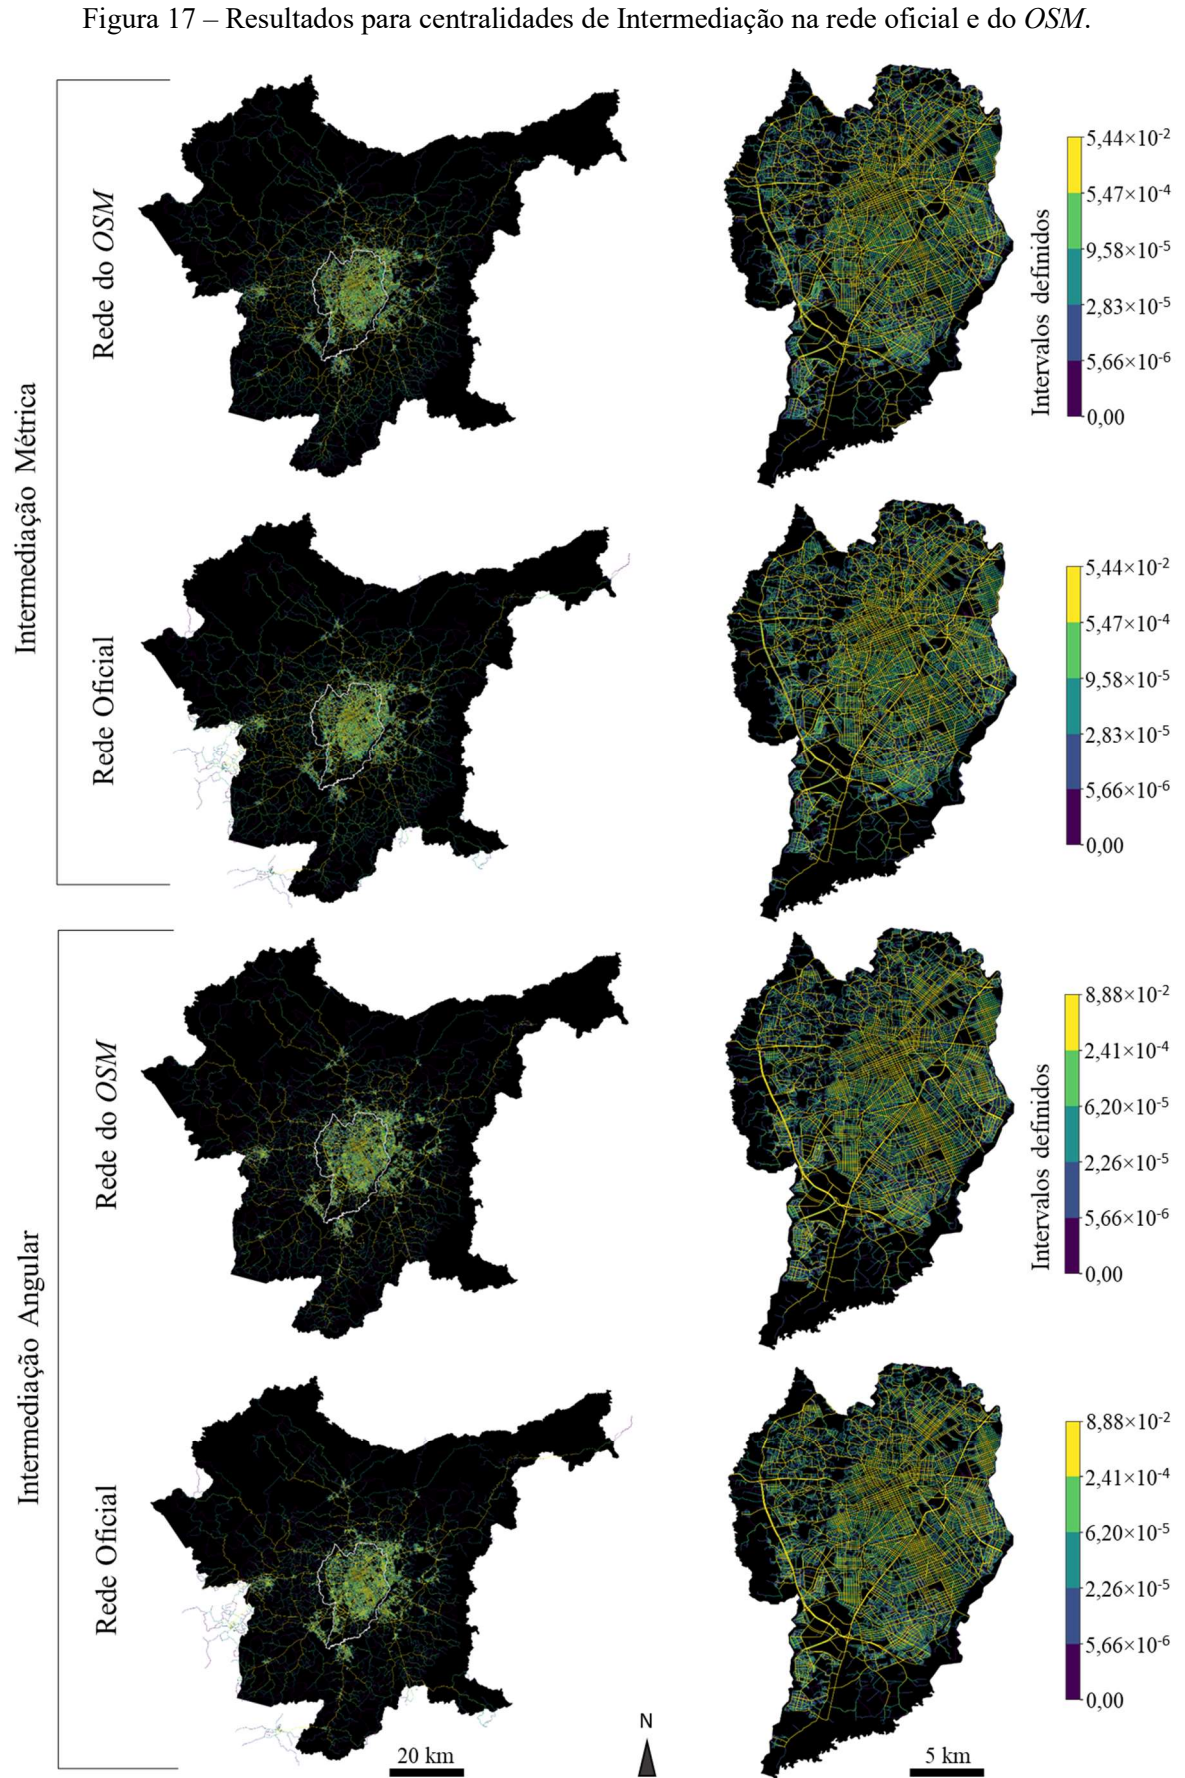 Figura 17 – Resultados para centralidades de Intermediação na rede oficial e do OSM.
Intermediação Métrica
Rede do OSM
Intervalos definidos
5,44×10-2
5,47×10-4
9,58×10-5
2,83×10-5
5,66×10-6
0,00
Rede Oficial
5,44×10-2
5,47×10-4
9,58×10-5
2,83×10-5
5,66×10-6
0,00
Intermediação Angular
Rede do OSM
Intervalos definidos
8,88×10-2
2,41×10-4
6,20×10-5
2,26×10-5
5,66×10-6
0,00
Rede Oficial
8,88×10-2
2,41×10-4
6,20×10-5
2,26×10-5
5,66×10-6
0,00
20 km
N
5 km